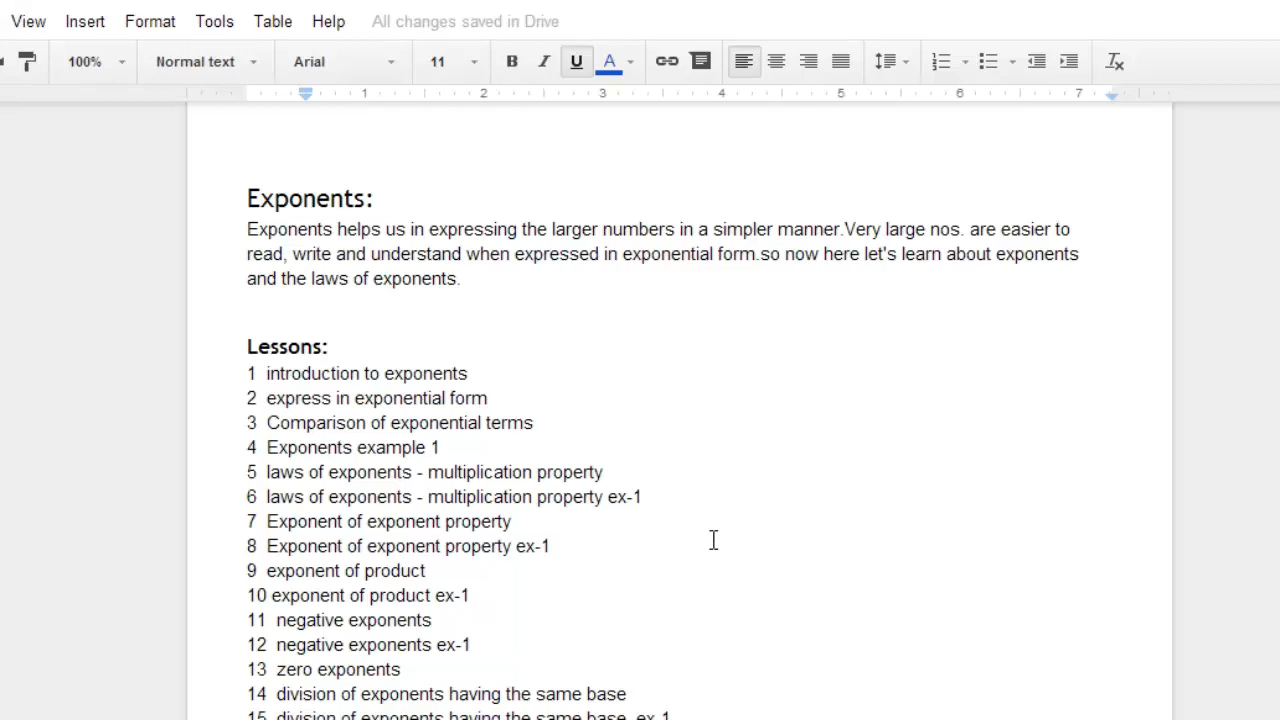 View Insert Format Tools Table Help All changes saved in Drive
100% Normal text Arial 11 B I U A
1 2 3 4 5 6 7
Exponents:
Exponents helps us in expressing the larger numbers in a simpler manner.Very large nos. are easier to
read, write and understand when expressed in exponential form.so now here let's learn about exponents
and the laws of exponents.
Lessons:
1 introduction to exponents
2 express in exponential form
3 Comparison of exponential terms
4 Exponents example 1
5 laws of exponents - multiplication property
6 laws of exponents - multiplication property ex-1
7 Exponent of exponent property
8 Exponent of exponent property ex-1
9 exponent of product
10 exponent of product ex-1
11 negative exponents
12 negative exponents ex-1
13 zero exponents
14 division of exponents having the same base
15 division of exponents having the same base ex-1